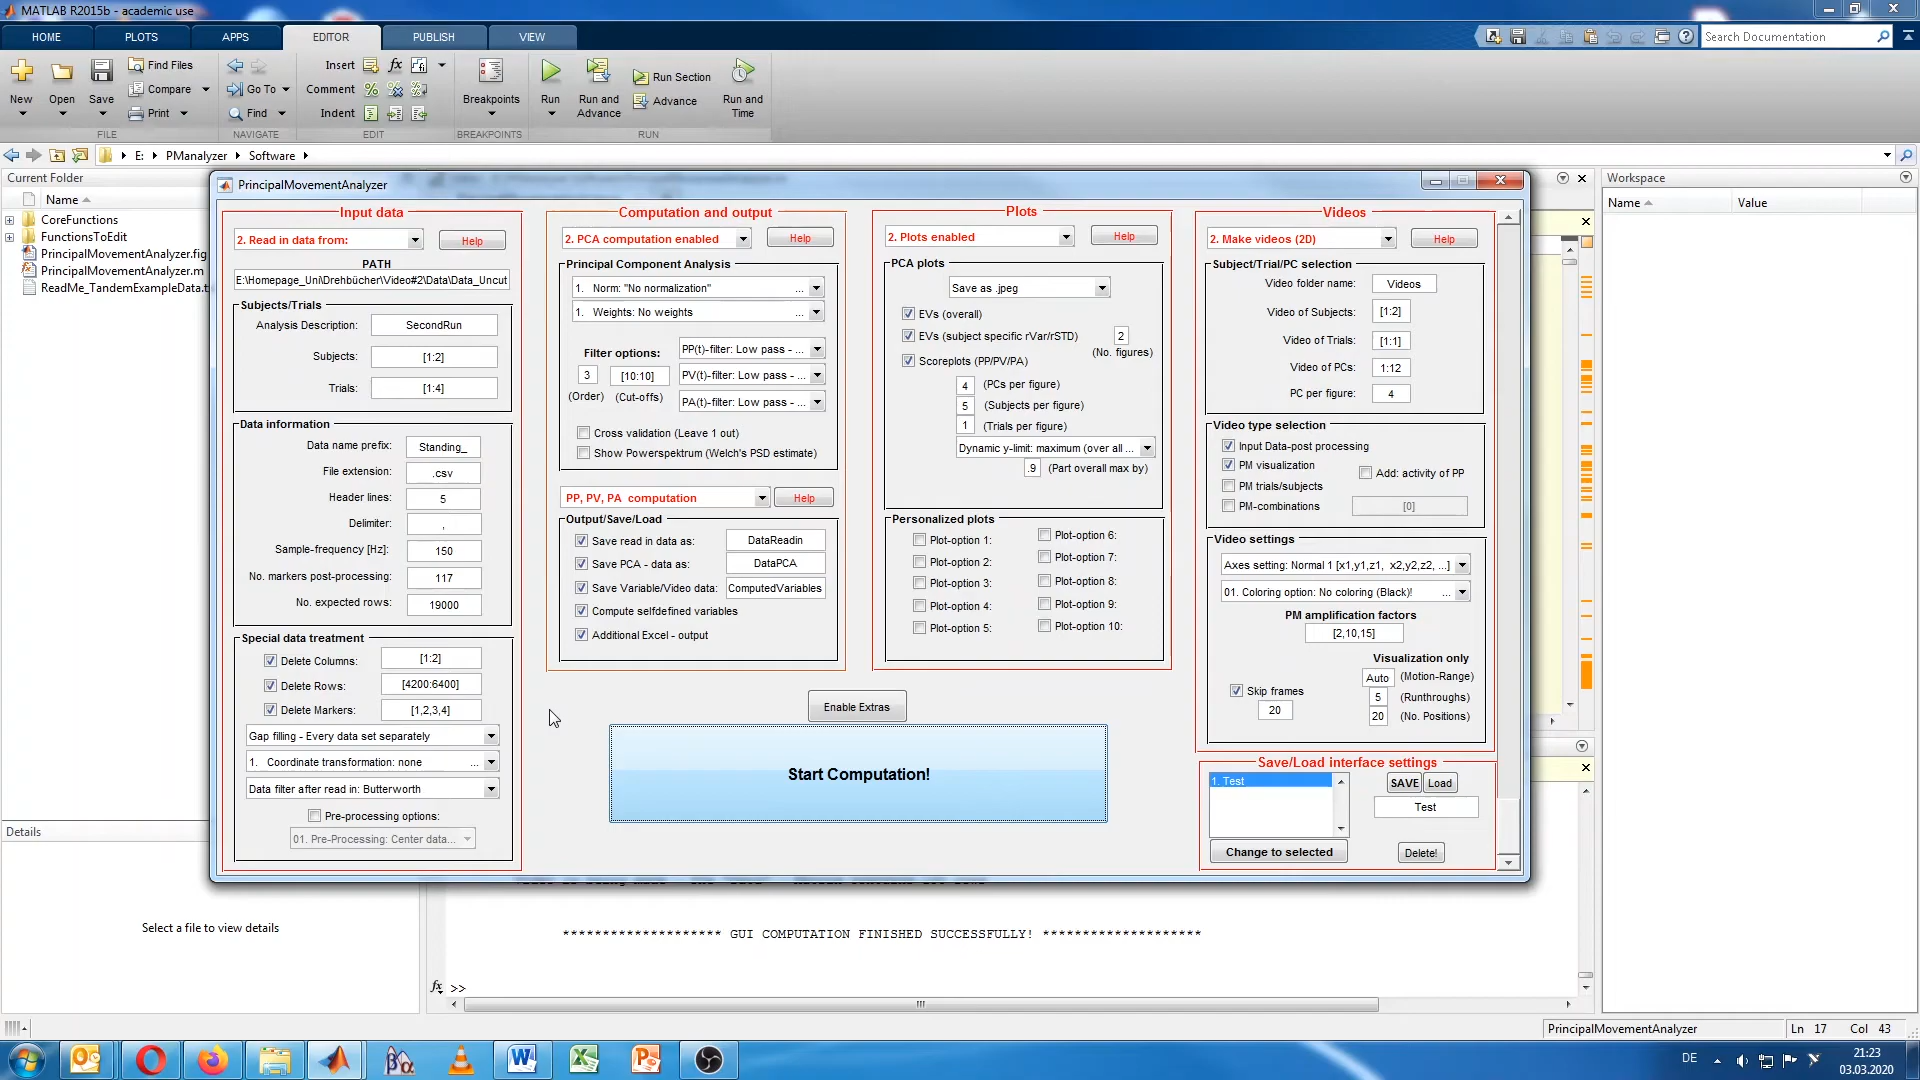 MATLAB R2015b - academic use
HOME PLOTS APPS EDITOR PUBLISH VIEW
Search Documentation
New Open Save
Find Files
Compare
Print
Go To
Find
Insert
Comment
Indent
fx
Breakpoints
Run
Run and Advance
Run Section
Advance
Run and Time
FILE NAVIGATE EDIT BREAKPOINTS RUN
E: PManalyzer Software
Current Folder
Name
CoreFunctions
FunctionsToEdit
PrincipalMovementAnalyzer.fig
PrincipalMovementAnalyzer.m
ReadMe_TandemExampleData.t
Details
Select a file to view details
Workspace
Name Value
PrincipalMovementAnalyzer
Input data
2. Read in data from: Help
PATH
E:\Homepage_Uni\Drehbücher\Video#2\Data\Data_Uncut
Subjects/Trials
Analysis Description: SecondRun
Subjects: [1:2]
Trials: [1:4]
Data information
Data name prefix: Standing_
File extension: .csv
Header lines: 5
Delimiter: ,
Sample-frequency [Hz]: 150
No. markers post-processing: 117
No. expected rows: 19000
Special data treatment
Delete Columns: [1:2]
Delete Rows: [4200:6400]
Delete Markers: [1,2,3,4]
Gap filling - Every data set separately
1. Coordinate transformation: none ...
Data filter after read in: Butterworth
Pre-processing options:
01. Pre-Processing: Center data...
Computation and output
2. PCA computation enabled Help
Principal Component Analysis
1. Norm: "No normalization" ...
1. Weights: No weights ...
Filter options:
3 [10:10]
(Order) (Cut-offs)
PP(t)-filter: Low pass - ...
PV(t)-filter: Low pass - ...
PA(t)-filter: Low pass - ...
Cross validation (Leave 1 out)
Show Powerspektrum (Welch's PSD estimate)
PP, PV, PA computation Help
Output/Save/Load
Save read in data as: DataReadin
Save PCA - data as: DataPCA
Save Variable/Video data: ComputedVariables
Compute selfdefined variables
Additional Excel - output
Plots
2. Plots enabled Help
PCA plots
Save as .jpeg
EVs (overall)
EVs (subject specific rVar/rSTD) 2
(No. figures)
Scoreplots (PP/PV/PA)
4 (PCs per figure)
5 (Subjects per figure)
1 (Trials per figure)
Dynamic y-limit: maximum (over all ...
.9 (Part overall max by)
Personalized plots
Plot-option 1: Plot-option 6:
Plot-option 2: Plot-option 7:
Plot-option 3: Plot-option 8:
Plot-option 4: Plot-option 9:
Plot-option 5: Plot-option 10:
Enable Extras
Start Computation!
Videos
2. Make videos (2D) Help
Subject/Trial/PC selection
Video folder name: Videos
Video of Subjects: [1:2]
Video of Trials: [1:1]
Video of PCs: 1:12
PC per figure: 4
Video type selection
Input Data-post processing
PM visualization Add: activity of PP
PM trials/subjects
PM-combinations [0]
Video settings
Axes setting: Normal 1 [x1,y1,z1, x2,y2,z2, ...]
01. Coloring option: No coloring (Black)! ...
PM amplification factors
[2,10,15]
Visualization only
Auto (Motion-Range)
Skip frames 5 (Runthroughs)
20 20 (No. Positions)
Save/Load interface settings
1. Test SAVE Load
Test
Change to selected Delete!
******************** GUI COMPUTATION FINISHED SUCCESSFULLY! ********************
fx >>
PrincipalMovementAnalyzer Ln 17 Col 43
DE 21:23
03.03.2020